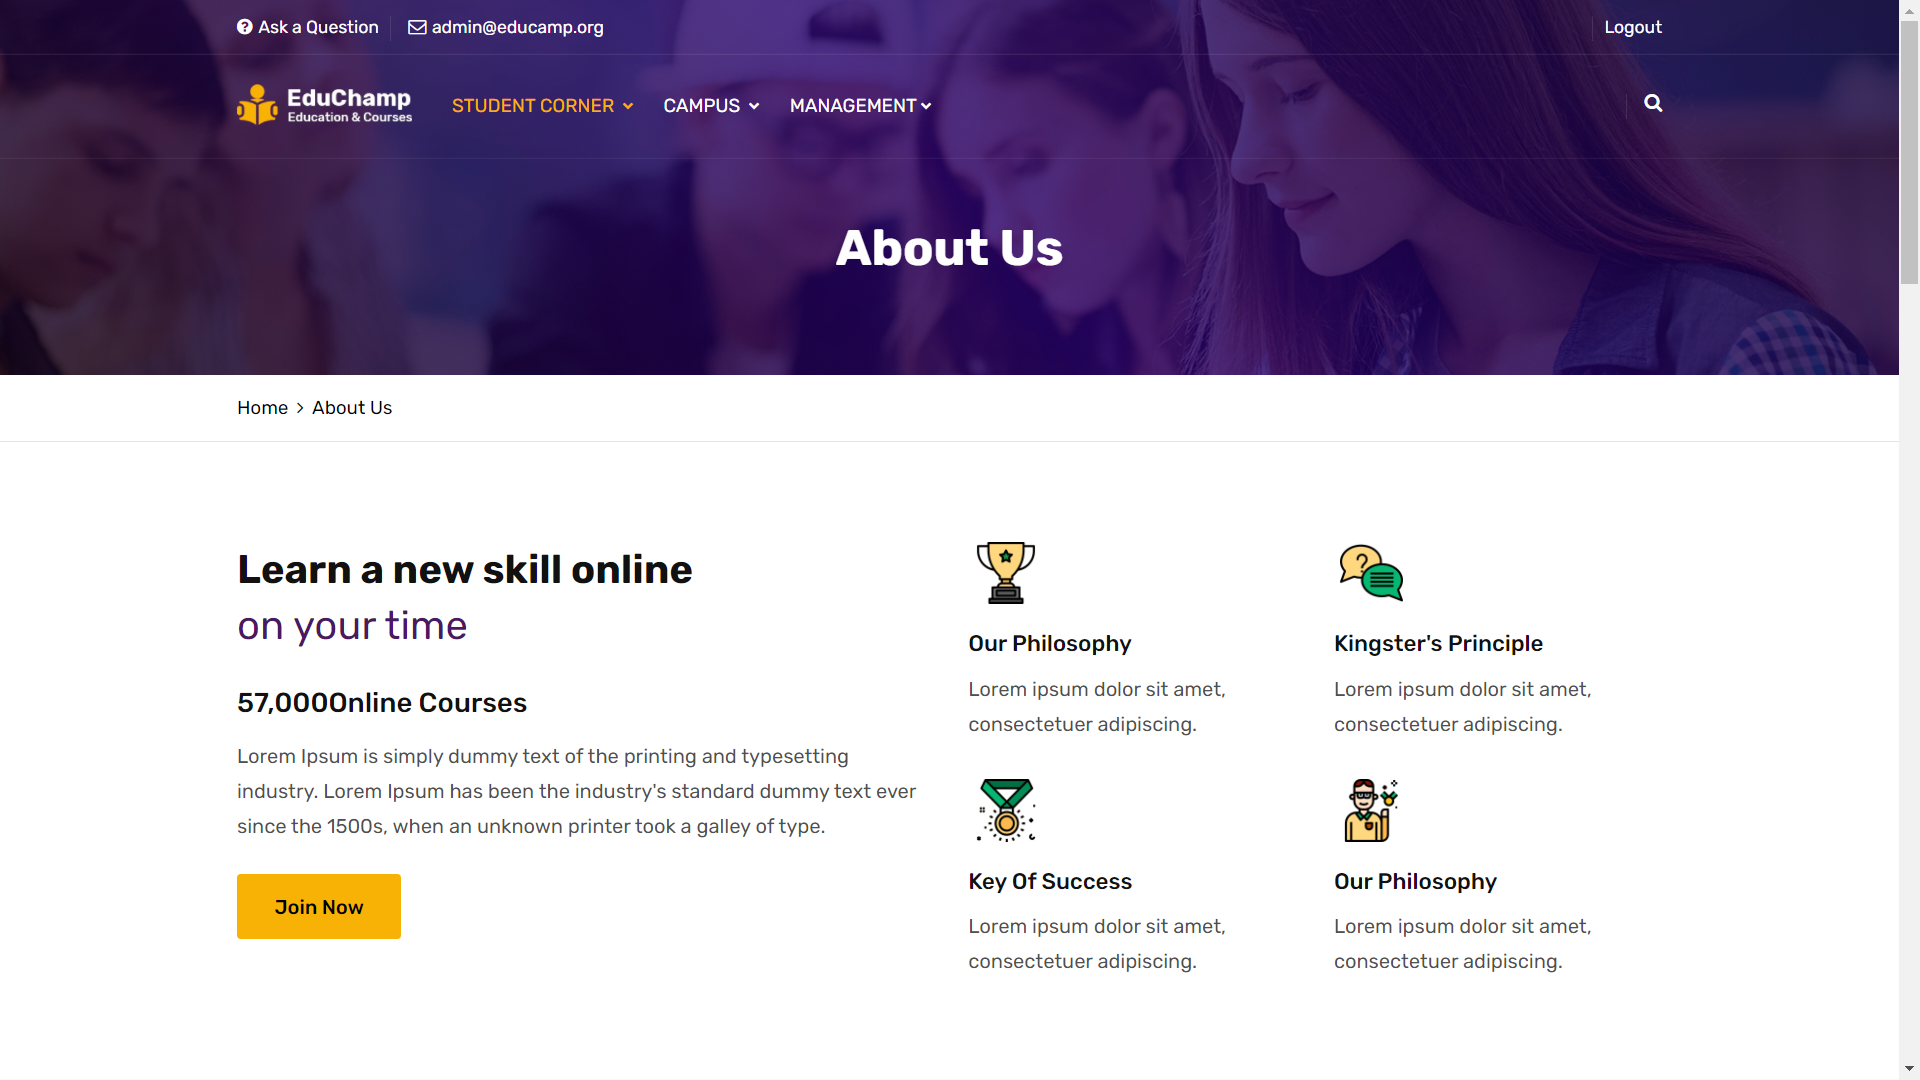 Ask a Question
admin@educamp.org
Logout
EduChamp
Education & Courses
STUDENT CORNER
CAMPUS
MANAGEMENT
About Us
Home > About Us
Learn a new skill online
on your time
57,000Online Courses
Lorem Ipsum is simply dummy text of the printing and typesetting
industry. Lorem Ipsum has been the industry's standard dummy text ever
since the 1500s, when an unknown printer took a galley of type.
Join Now
Our Philosophy
Lorem ipsum dolor sit amet,
consectetuer adipiscing.
Kingster's Principle
Lorem ipsum dolor sit amet,
consectetuer adipiscing.
Key Of Success
Lorem ipsum dolor sit amet,
consectetuer adipiscing.
Our Philosophy
Lorem ipsum dolor sit amet,
consectetuer adipiscing.